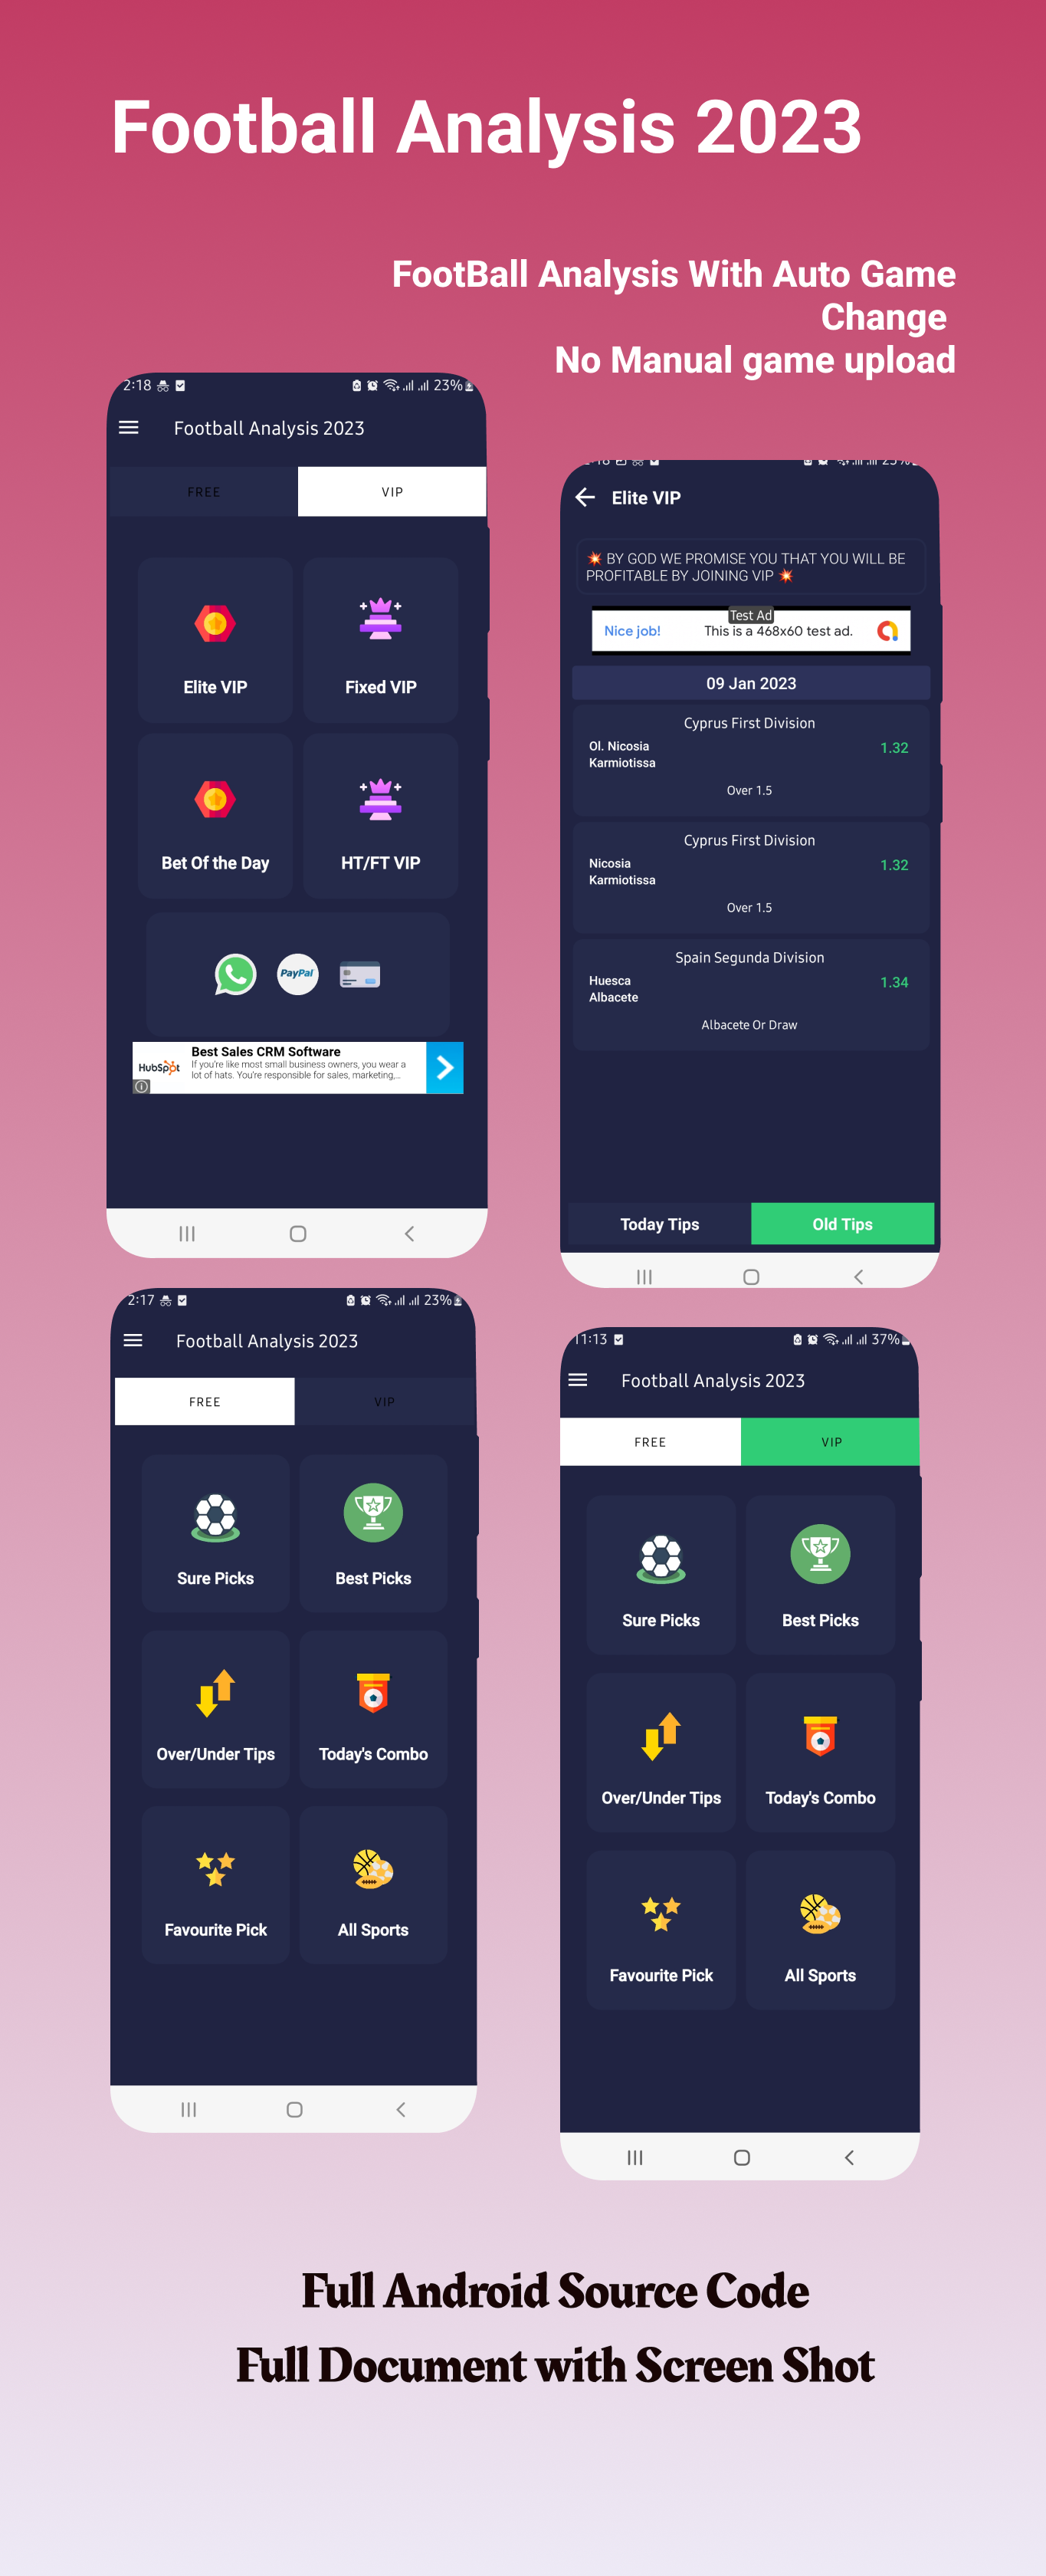 Football Analysis 2023
FootBall Analysis With Auto Game
Change
No Manual game upload
2:18
23%
Football Analysis 2023
FREE
VIP
Elite VIP
Fixed VIP
Bet Of the Day
HT/FT VIP
PayPal
HubSpot
Best Sales CRM Software
If you're like most small business owners, you wear a
lot of hats. You're responsible for sales, marketing,...
Elite VIP
💥 BY GOD WE PROMISE YOU THAT YOU WILL BE
PROFITABLE BY JOINING VIP 💥
Test Ad
Nice job!
This is a 468x60 test ad.
09 Jan 2023
Cyprus First Division
Ol. Nicosia
1.32
Karmiotissa
Over 1.5
Cyprus First Division
Nicosia
1.32
Karmiotissa
Over 1.5
Spain Segunda Division
Huesca
1.34
Albacete
Albacete Or Draw
Today Tips
Old Tips
2:17
23%
Football Analysis 2023
FREE
VIP
Sure Picks
Best Picks
Over/Under Tips
Today's Combo
Favourite Pick
All Sports
11:13
37%
Football Analysis 2023
FREE
VIP
Sure Picks
Best Picks
Over/Under Tips
Today's Combo
Favourite Pick
All Sports
Full Android Source Code
Full Document with Screen Shot